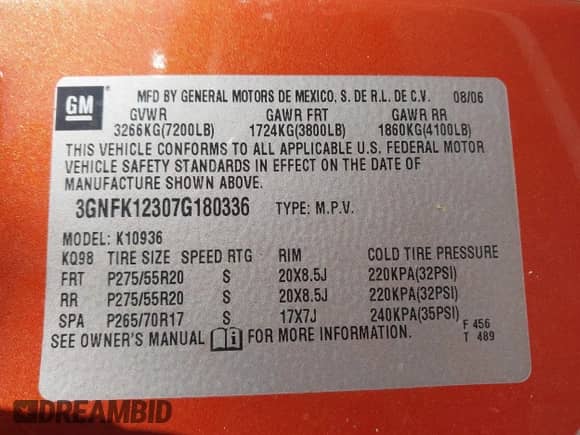 GM
MFD BY GENERAL MOTORS DE MEXICO, S. DE R.L. DE C.V. 08/06
GVWR GAWR FRT GAWR RR
3266KG(7200LB) 1724KG(3800LB) 1860KG(4100LB)
THIS VEHICLE CONFORMS TO ALL APPLICABLE U.S. FEDERAL MOTOR
VEHICLE SAFETY STANDARDS IN EFFECT ON THE DATE OF
MANUFACTURE SHOWN ABOVE.
3GNFK12307G180336 TYPE: M.P.V.
MODEL: K10936
KQ98 TIRE SIZE SPEED RTG RIM COLD TIRE PRESSURE
FRT P275/55R20 S 20X8.5J 220KPA(32PSI)
RR P275/55R20 S 20X8.5J 220KPA(32PSI)
SPA P265/70R17 S 17X7J 240KPA(35PSI)
SEE OWNER'S MANUAL i FOR MORE INFORMATION.
F 456
T 489
DREAMBID